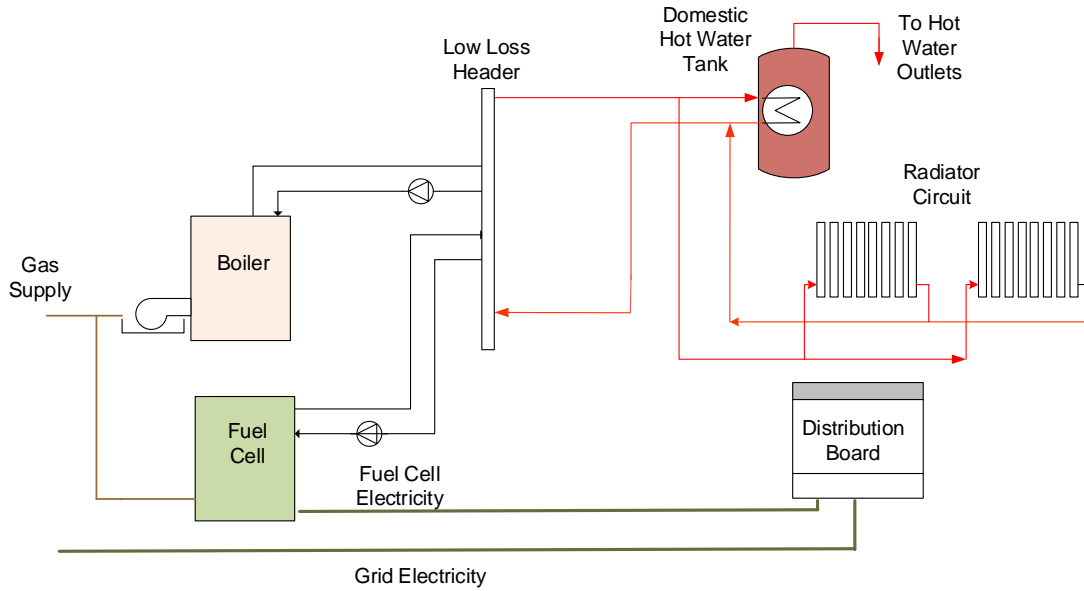 Domestic
Hot Water
Tank
To Hot
Water
Outlets
Low Loss
Header
Radiator
Circuit
Boiler
Gas
Supply
Fuel
Cell
Distribution
Board
Fuel Cell
Electricity
Grid Electricity